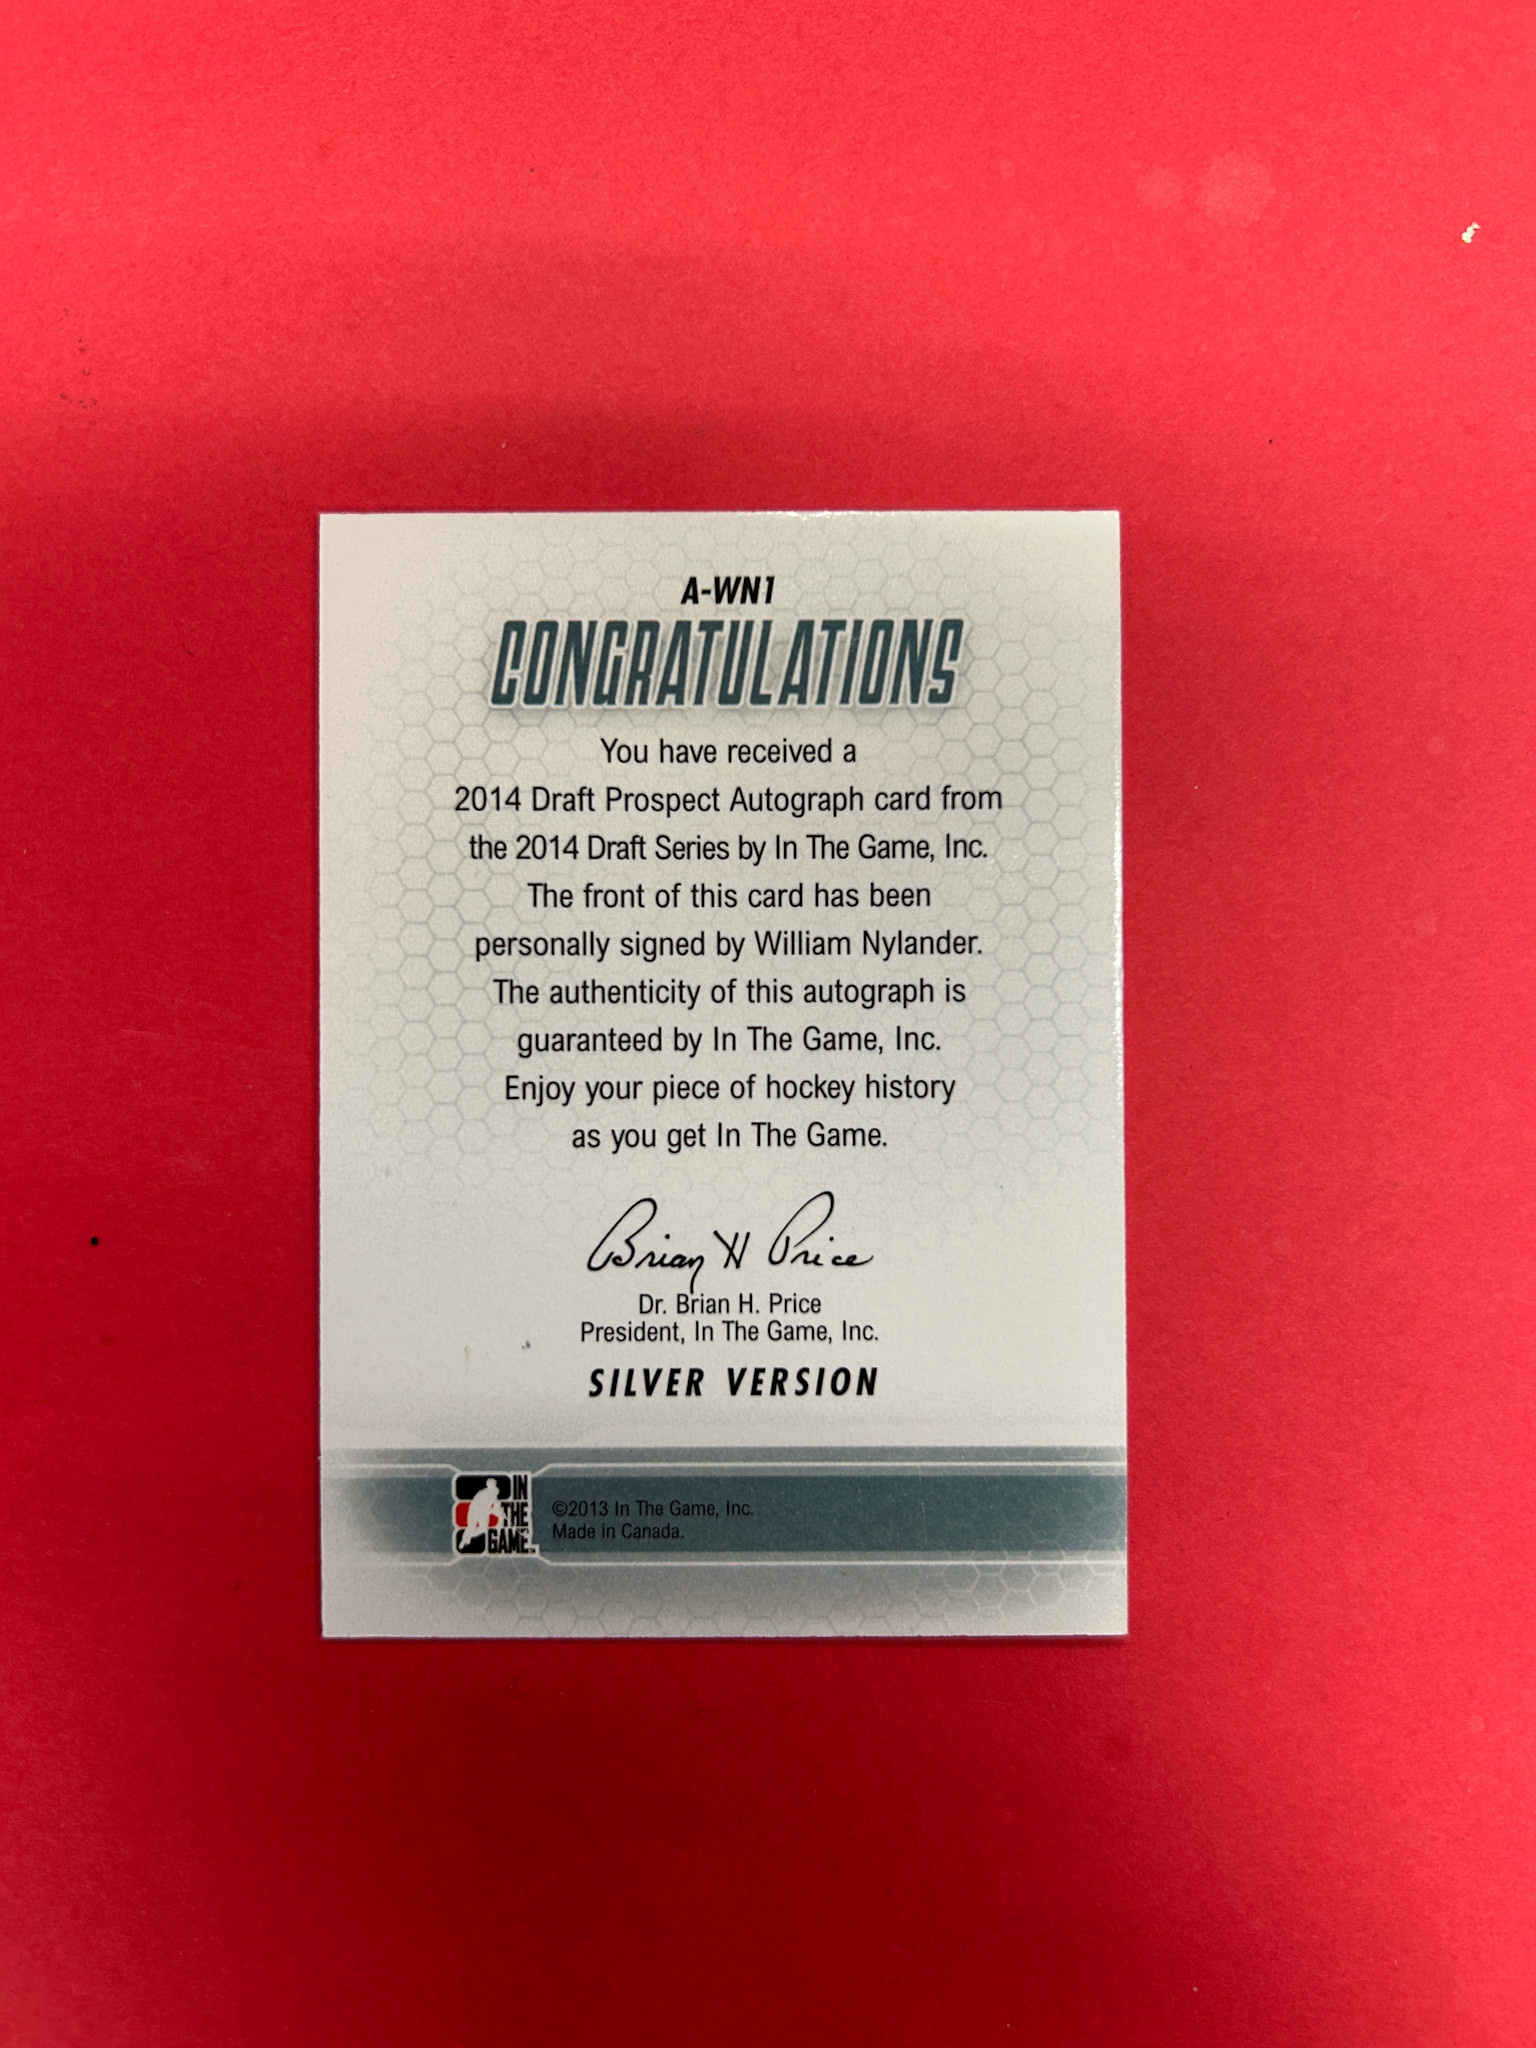 A-WN1
CONGRATULATIONS
You have received a
2014 Draft Prospect Autograph card from
the 2014 Draft Series by In The Game, Inc.
The front of this card has been
personally signed by William Nylander.
The authenticity of this autograph is
guaranteed by In The Game, Inc.
Enjoy your piece of hockey history
as you get In The Game.
Brian H Price
Dr. Brian H. Price
President, In The Game, Inc.
SILVER VERSION
IN
THE
GAME
©2013 In The Game, Inc.
Made in Canada.